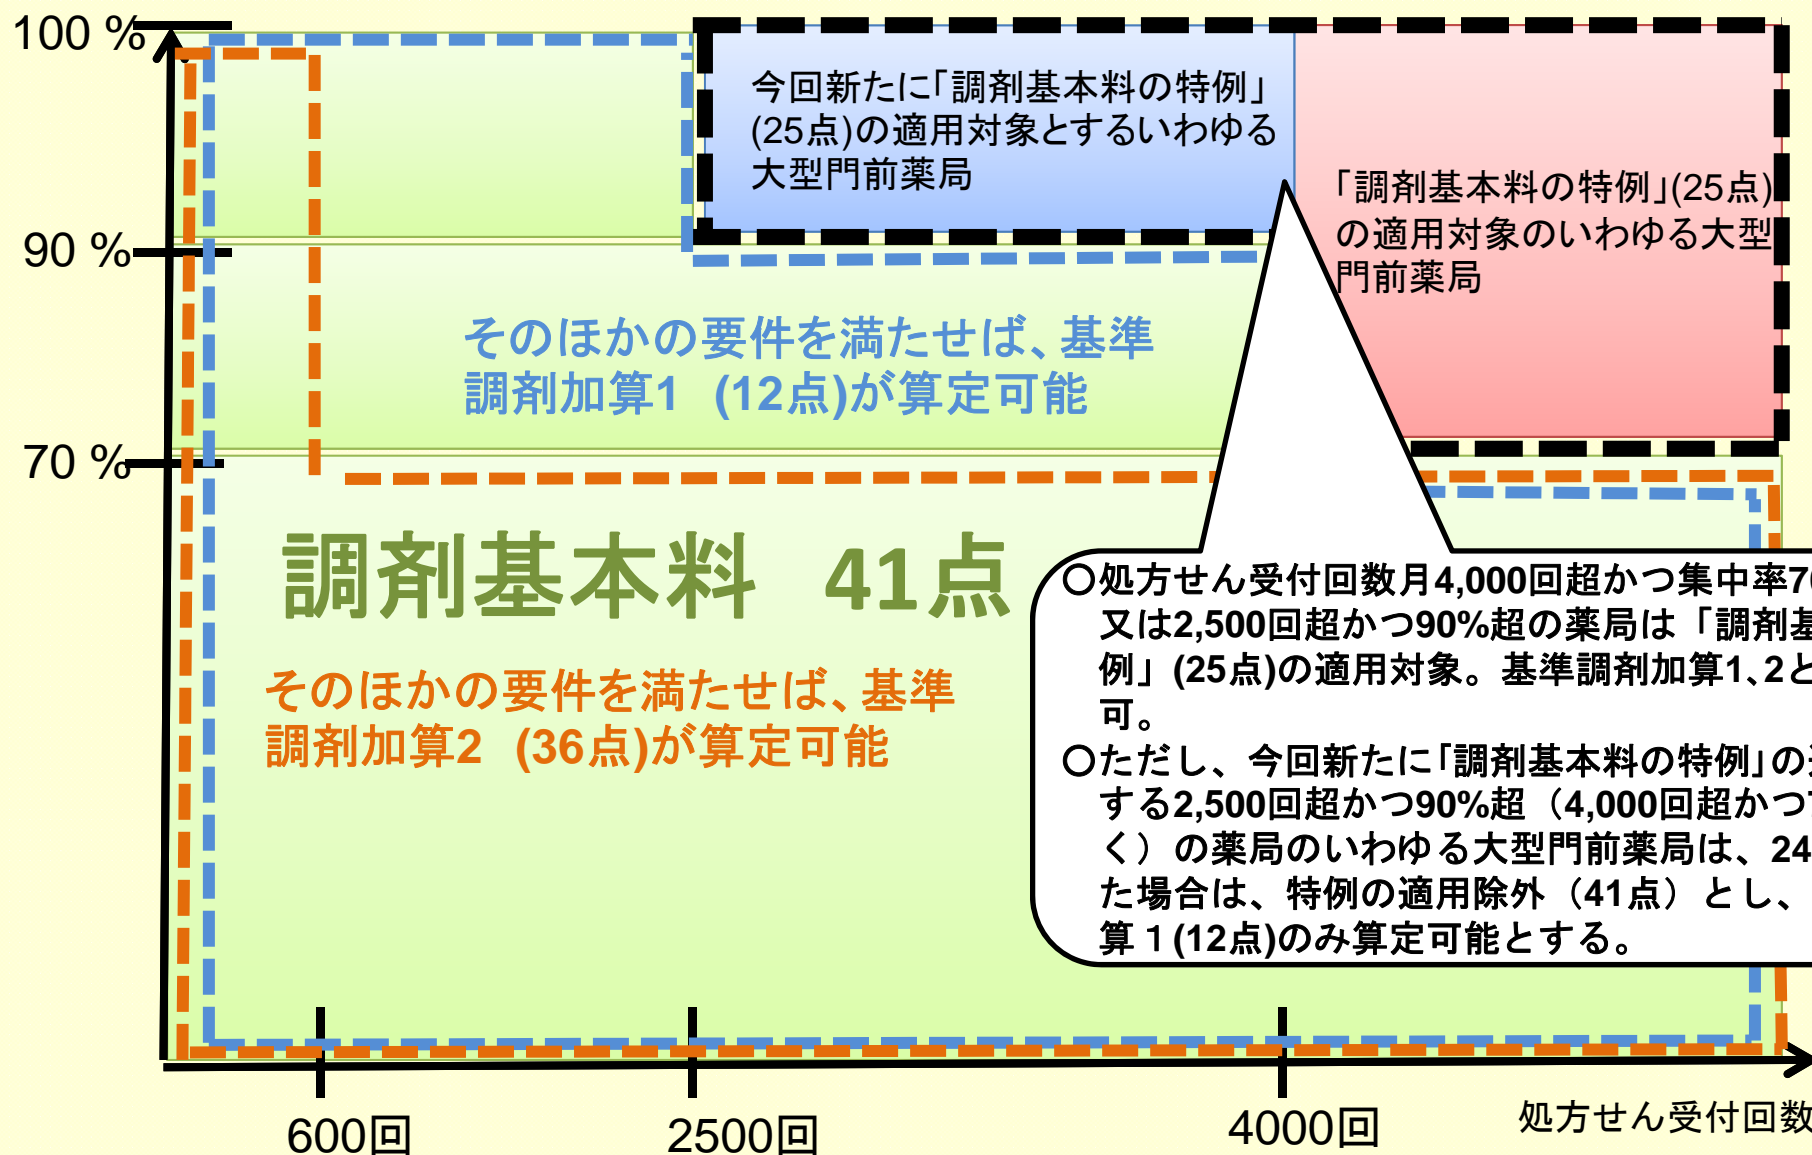 100 %
90 %
70 %
今回新たに「調剤基本料の特例」
(25点)の適用対象とするいわゆる
大型門前薬局
「調剤基本料の特例」(25点)
の適用対象のいわゆる大型
門前薬局
そのほかの要件を満たせば、基準
調剤加算1 (12点)が算定可能
調剤基本料 41点
そのほかの要件を満たせば、基準
調剤加算2 (36点)が算定可能
○処方せん受付回数月4,000回超かつ集中率7
又は2,500回超かつ90%超の薬局は「調剤基
例」(25点)の適用対象。基準調剤加算1、2と
可。
○ただし、今回新たに「調剤基本料の特例」の
する2,500回超かつ90%超（4,000回超かつ
く）の薬局のいわゆる大型門前薬局は、24
た場合は、特例の適用除外（41点）とし、
算１(12点)のみ算定可能とする。
600回
2500回
4000回
処方せん受付回数